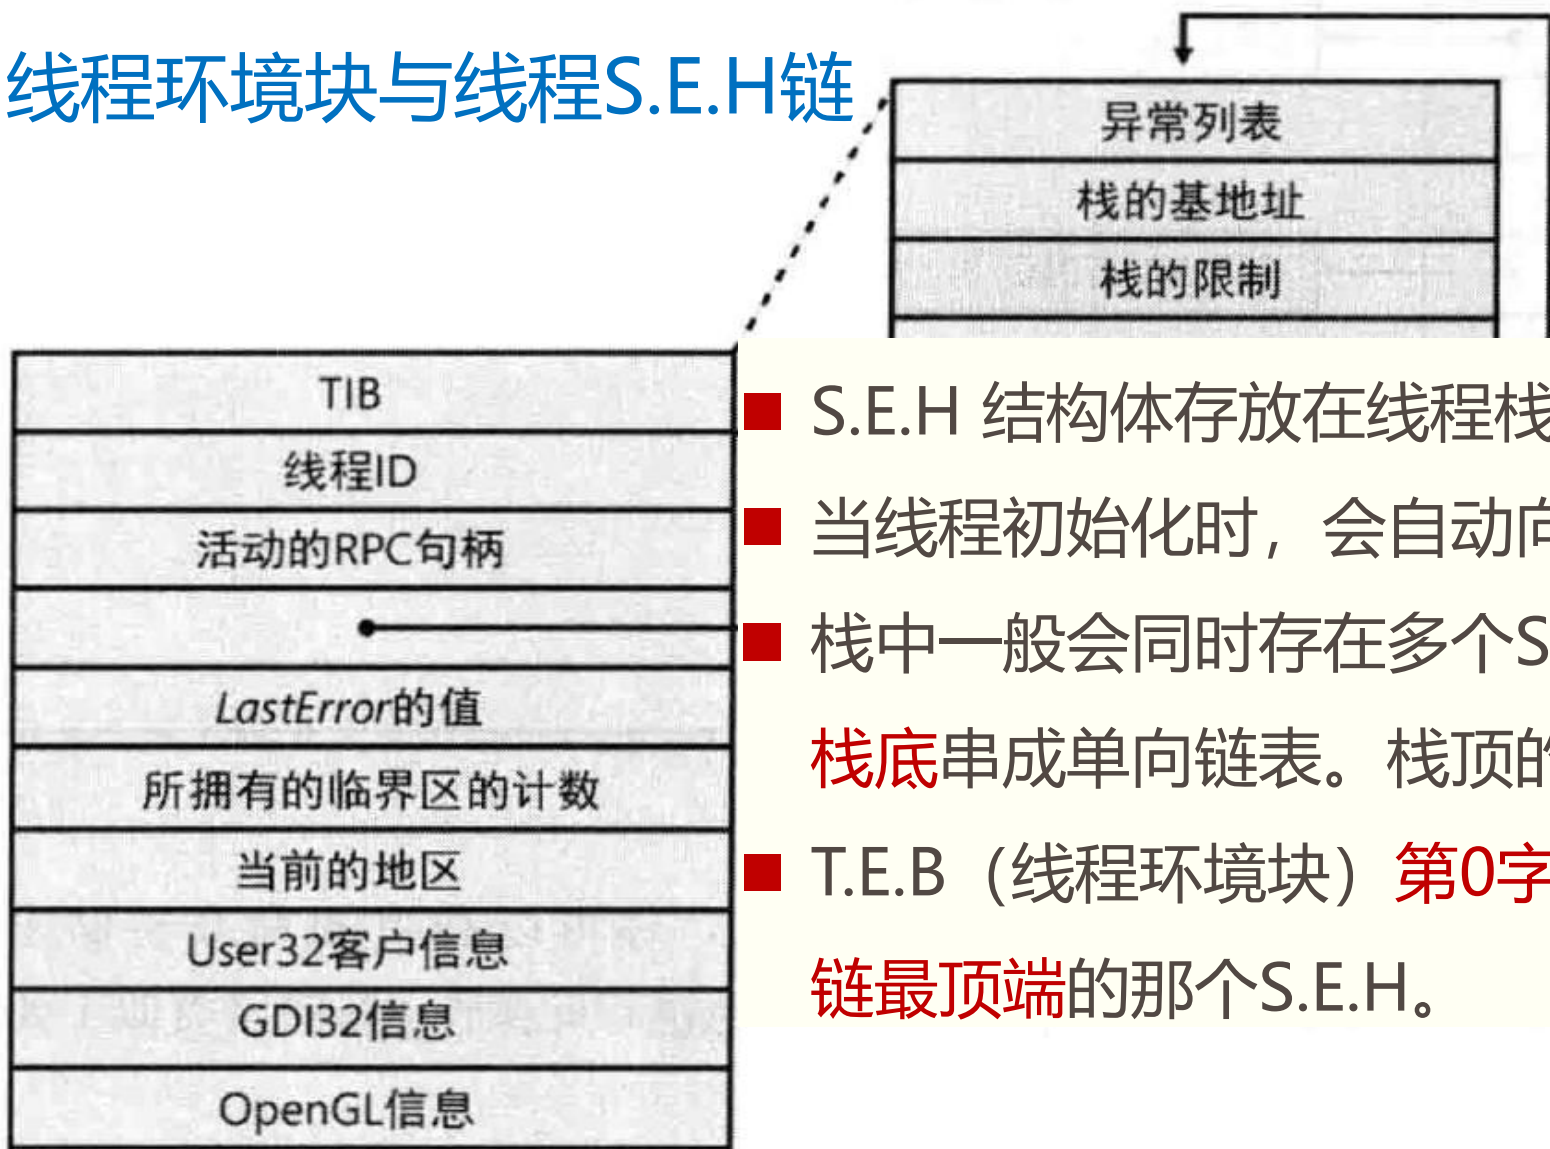 线程环境块与线程S.E.H链
异常列表
栈的基地址
栈的限制
TIB
线程ID
活动的RPC句柄
LastError的值
所拥有的临界区的计数
当前的地区
User32客户信息
GDI32信息
OpenGL信息
S.E.H 结构体存放在线程栈
当线程初始化时，会自动向
栈中一般会同时存在多个S
栈底串成单向链表。栈顶的
T.E.B（线程环境块）第0字
链最顶端的那个S.E.H。